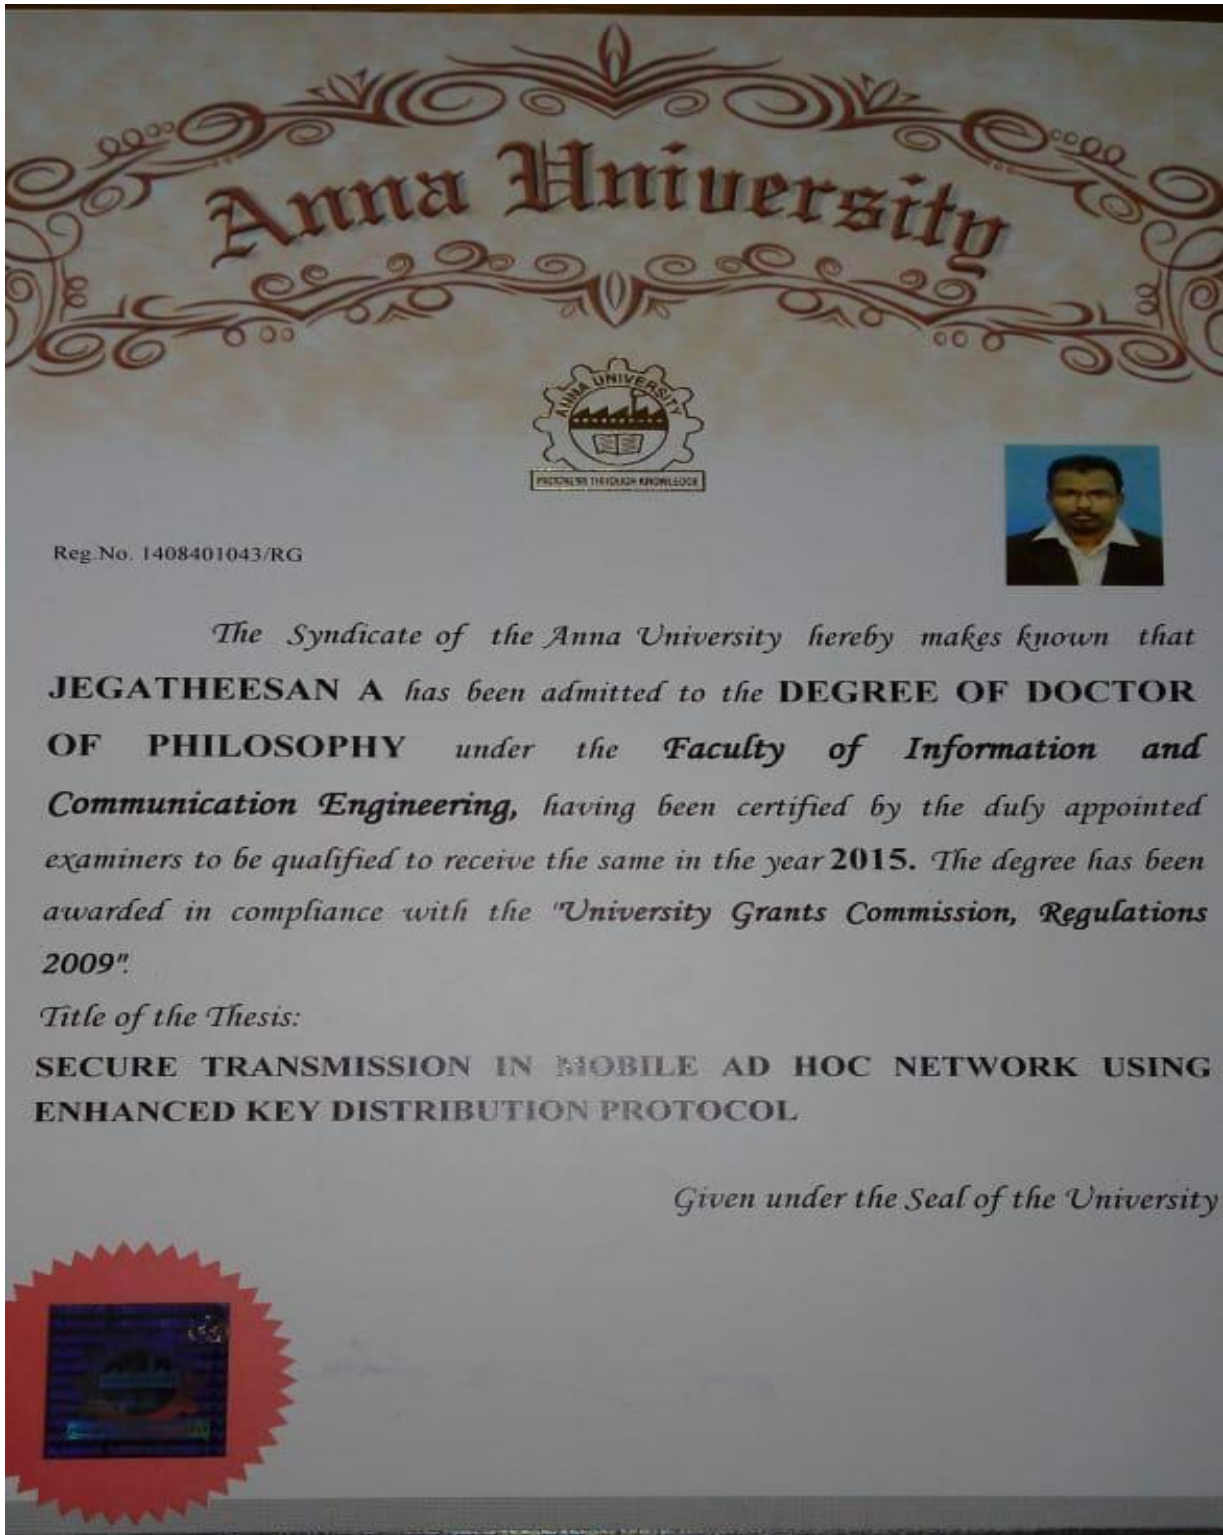 Anna University
ANNA UNIVERSITY
PROGRESS THROUGH KNOWLEDGE
Reg.No. 1408401043/RG
The Syndicate of the Anna University hereby makes known that
JEGATHEESAN A has been admitted to the DEGREE OF DOCTOR
OF PHILOSOPHY under the Faculty of Information and
Communication Engineering, having been certified by the duly appointed
examiners to be qualified to receive the same in the year 2015. The degree has been
awarded in compliance with the "University Grants Commission, Regulations
2009".
Title of the Thesis:
SECURE TRANSMISSION IN MOBILE AD HOC NETWORK USING
ENHANCED KEY DISTRIBUTION PROTOCOL
Given under the Seal of the University